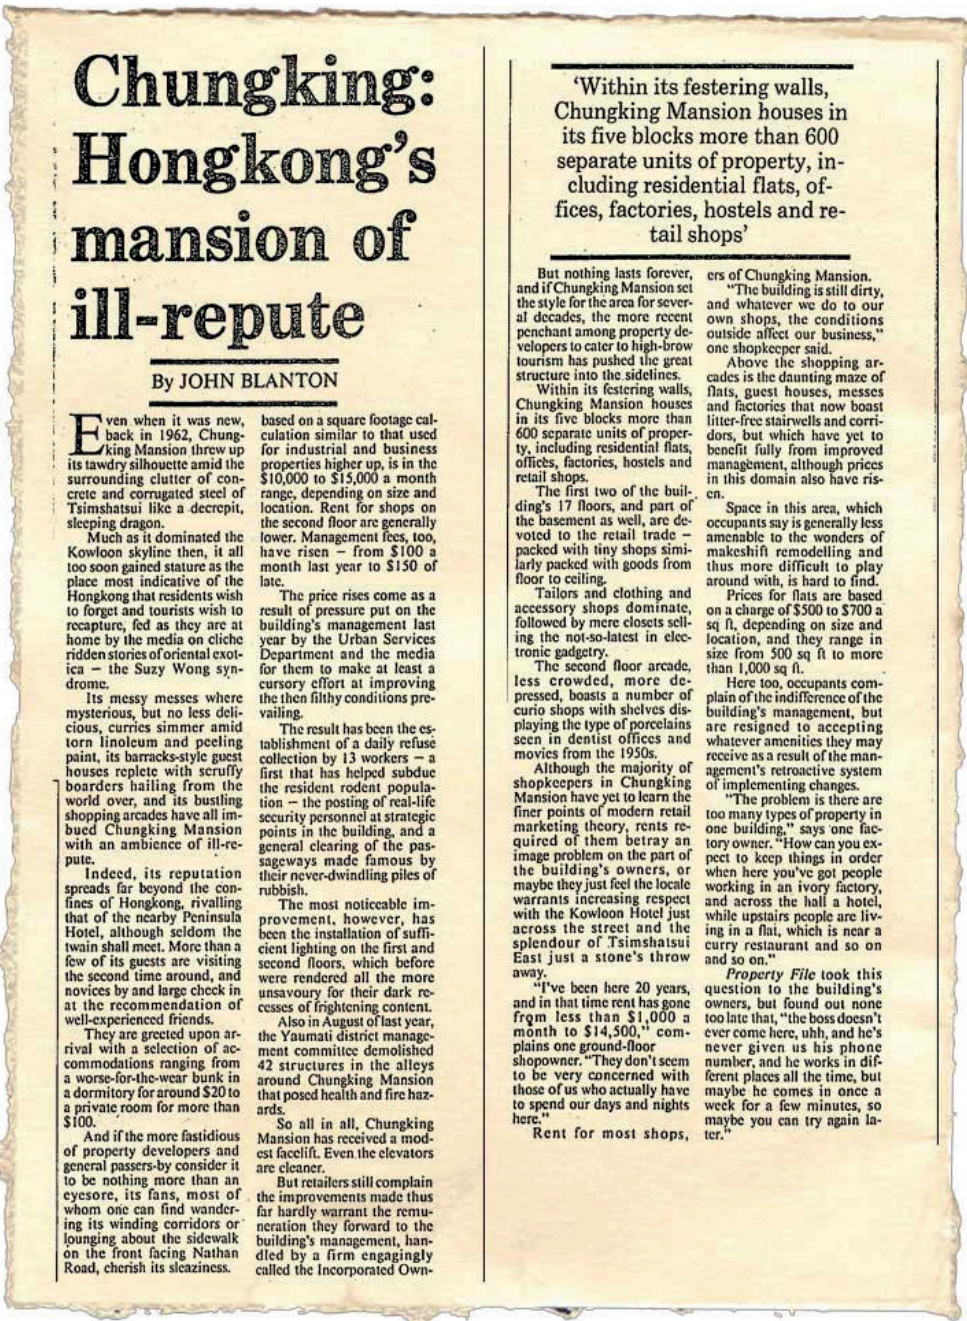 Chungking:
Hongkong's
mansion of
ill-repute
By JOHN BLANTON
Even when it was new,
back in 1962, Chung-
king Mansion threw up
its tawdry silhouette amid the
surrounding clutter of con-
crete and corrugated steel of
Tsimshatsui like a decrepit,
sleeping dragon.
Much as it dominated the
Kowloon skyline then, it all
too soon gained stature as the
place most indicative of the
Hongkong that residents wish
to forget and tourists wish to
recapture, fed as they are at
home by the media on cliche
ridden stories of oriental exot-
ica — the Suzy Wong syn-
drome.
Its messy messes where
mysterious, but no less deli-
cious, curries simmer amid
torn linoleum and peeling
paint, its barracks-style guest
houses replete with scruffy
boarders hailing from the
world over, and its bustling
shopping arcades have all im-
bued Chungking Mansion
with an ambience of ill-re-
pute.
Indeed, its reputation
spreads far beyond the con-
fines of Hongkong, rivalling
that of the nearby Peninsula
Hotel, although seldom the
twain shall meet. More than a
few of its guests are visiting
the second time around, and
novices by and large check in
at the recommendation of
well-experienced friends.
They are greeted upon ar-
rival with a selection of ac-
commodations ranging from
a worse-for-the-wear bunk in
a dormitory for around $20 to
a private room for more than
$100.
And if the more fastidious
of property developers and
general passers-by consider it
to be nothing more than an
eyesore, its fans, most of
whom one can find wander-
ing its winding corridors or
lounging about the sidewalk
on the front facing Nathan
Road, cherish its sleaziness.
based on a square footage cal-
culation similar to that used
for industrial and business
properties higher up, is in the
$10,000 to $15,000 a month
range, depending on size and
location. Rent for shops on
the second floor are generally
lower. Management fees, too,
have risen — from $100 a
month last year to $150 of
late.
The price rises come as a
result of pressure put on the
building's management last
year by the Urban Services
Department and the media
for them to make at least a
cursory effort at improving
the then filthy conditions pre-
vailing.
The result has been the es-
tablishment of a daily refuse
collection by 13 workers — a
first that has helped subdue
the resident rodent popula-
tion — the posting of real-life
security personnel at strategic
points in the building, and a
general clearing of the pas-
sageways made famous by
their never-dwindling piles of
rubbish.
The most noticeable im-
provement, however, has
been the installation of suffi-
cient lighting on the first and
second floors, which before
were rendered all the more
unsavoury for their dark re-
cesses of frightening content.
Also in August of last year,
the Yaumati district manage-
ment committee demolished
42 structures in the alleys
around Chungking Mansion
that posed health and fire haz-
ards.
So all in all, Chungking
Mansion has received a mod-
est facelift. Even the elevators
are cleaner.
But retailers still complain
the improvements made thus
far hardly warrant the remu-
neration they forward to the
building's management, han-
dled by a firm engagingly
called the Incorporated Own-
'Within its festering walls,
Chungking Mansion houses in
its five blocks more than 600
separate units of property, in-
cluding residential flats, of-
fices, factories, hostels and re-
tail shops'
But nothing lasts forever,
and if Chungking Mansion set
the style for the area for sever-
al decades, the more recent
penchant among property de-
velopers to cater to high-brow
tourism has pushed the great
structure into the sidelines.
Within its festering walls,
Chungking Mansion houses
in its five blocks more than
600 separate units of proper-
ty, including residential flats,
offices, factories, hostels and
retail shops.
The first two of the buil-
ding's 17 floors, and part of
the basement as well, are de-
voted to the retail trade —
packed with tiny shops simi-
larly packed with goods from
floor to ceiling.
Tailors and clothing and
accessory shops dominate,
followed by mere closets sell-
ing the not-so-latest in elec-
tronic gadgetry.
The second floor arcade,
less crowded, more de-
pressed, boasts a number of
curio shops with shelves dis-
playing the type of porcelains
seen in dentist offices and
movies from the 1950s.
Although the majority of
shopkeepers in Chungking
Mansion have yet to learn the
finer points of modern retail
marketing theory, rents re-
quired of them betray an
image problem on the part of
the building's owners, or
maybe they just feel the locale
warrants increasing respect
with the Kowloon Hotel just
across the street and the
splendour of Tsimshatsui
East just a stone's throw
away.
"I've been here 20 years,
and in that time rent has gone
from less than $1,000 a
month to $14,500," com-
plains one ground-floor
shopowner. "They don't seem
to be very concerned with
those of us who actually have
to spend our days and nights
here."
Rent for most shops,
ers of Chungking Mansion.
"The building is still dirty,
and whatever we do to our
own shops, the conditions
outside affect our business,"
one shopkeeper said.
Above the shopping ar-
cades is the daunting maze of
flats, guest houses, messes
and factories that now boast
litter-free stairwells and corri-
dors, but which have yet to
benefit fully from improved
management, although prices
in this domain also have ris-
en.
Space in this area, which
occupants say is generally less
amenable to the wonders of
makeshift remodelling and
thus more difficult to play
around with, is hard to find.
Prices for flats are based
on a charge of $500 to $700 a
sq ft, depending on size and
location, and they range in
size from 500 sq ft to more
than 1,000 sq ft.
Here too, occupants com-
plain of the indifference of the
building's management, but
are resigned to accepting
whatever amenities they may
receive as a result of the man-
agement's retroactive system
of implementing changes.
"The problem is there are
too many types of property in
one building," says one fac-
tory owner. "How can you ex-
pect to keep things in order
when here you've got people
working in an ivory factory,
and across the hall a hotel,
while upstairs people are liv-
ing in a flat, which is near a
curry restaurant and so on
and so on."
Property File took this
question to the building's
owners, but found out none
too late that, "the boss doesn't
ever come here, uhh, and he's
never given us his phone
number, and he works in dif-
ferent places all the time, but
maybe he comes in once a
week for a few minutes, so
maybe you can try again la-
ter."